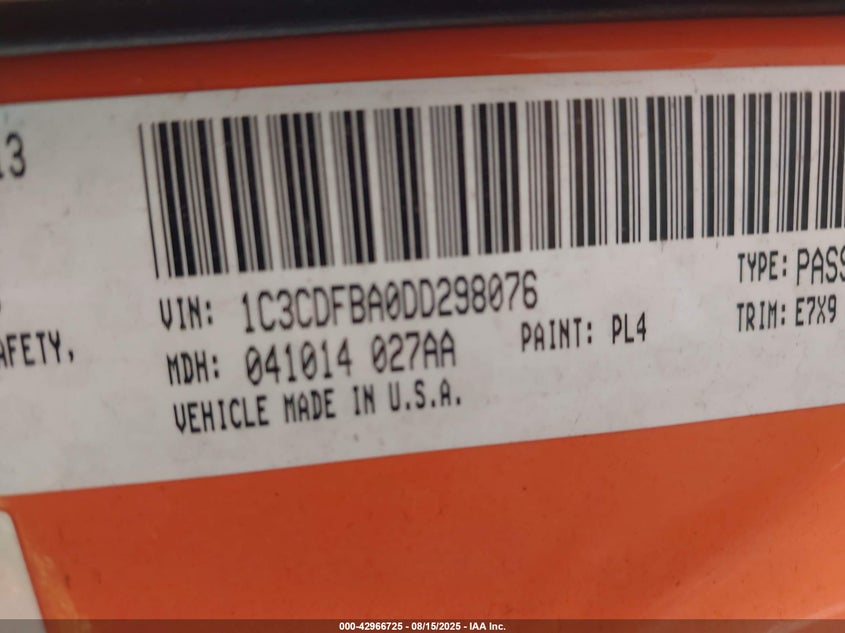 13
AFETY,
VIN: 1C3CDFBA0DD298076
TYPE: PASS
MDH: 041014 027AA
PAINT: PL4
TRIM: E7X9
VEHICLE MADE IN U.S.A.
000-42966725 - 08/15/2025 - IAA Inc.